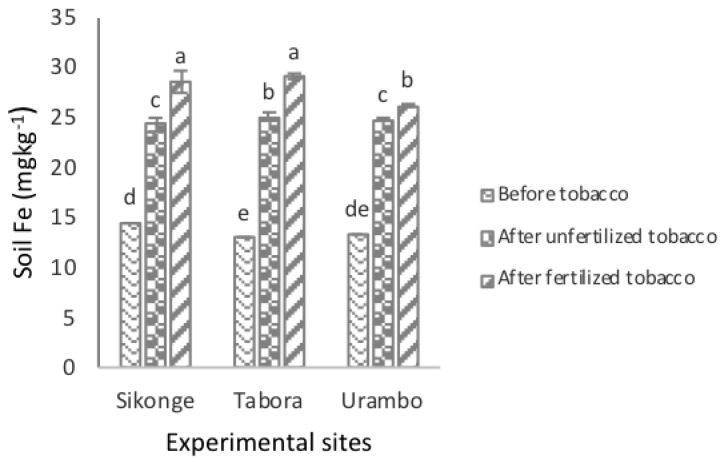 35
30
25
20
15
10
5
0
Soil Fe (mgkg-1)
d
c
a
e
b
a
de
c
b
Sikonge
Tabora
Urambo
Experimental sites
Before tobacco
After unfertilized tobacco
After fertilized tobacco